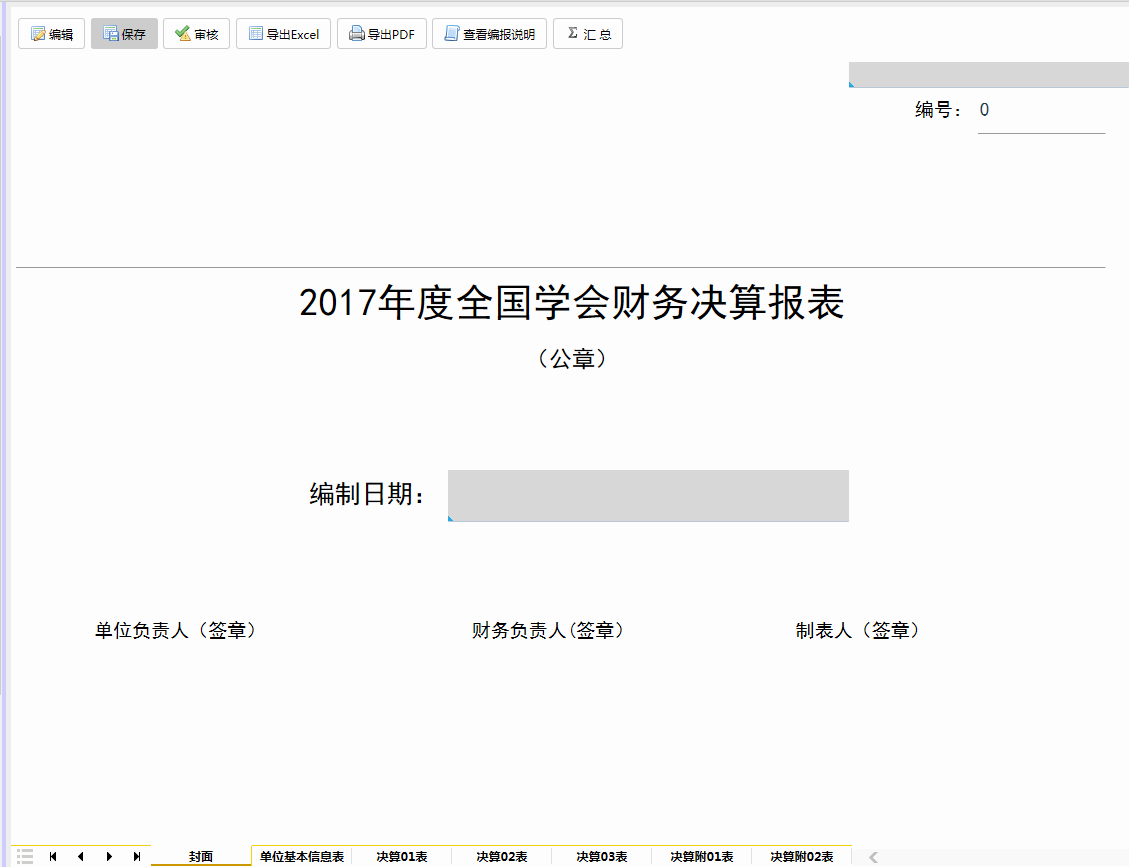 编辑 保存 审核 导出Excel 导出PDF 查看编报说明 Σ 汇 总
编号： 0
2017年度全国学会财务决算报表
（公章）
编制日期：
单位负责人（签章） 财务负责人(签章） 制表人（签章）
封面 单位基本信息表 决算01表 决算02表 决算03表 决算附01表 决算附02表